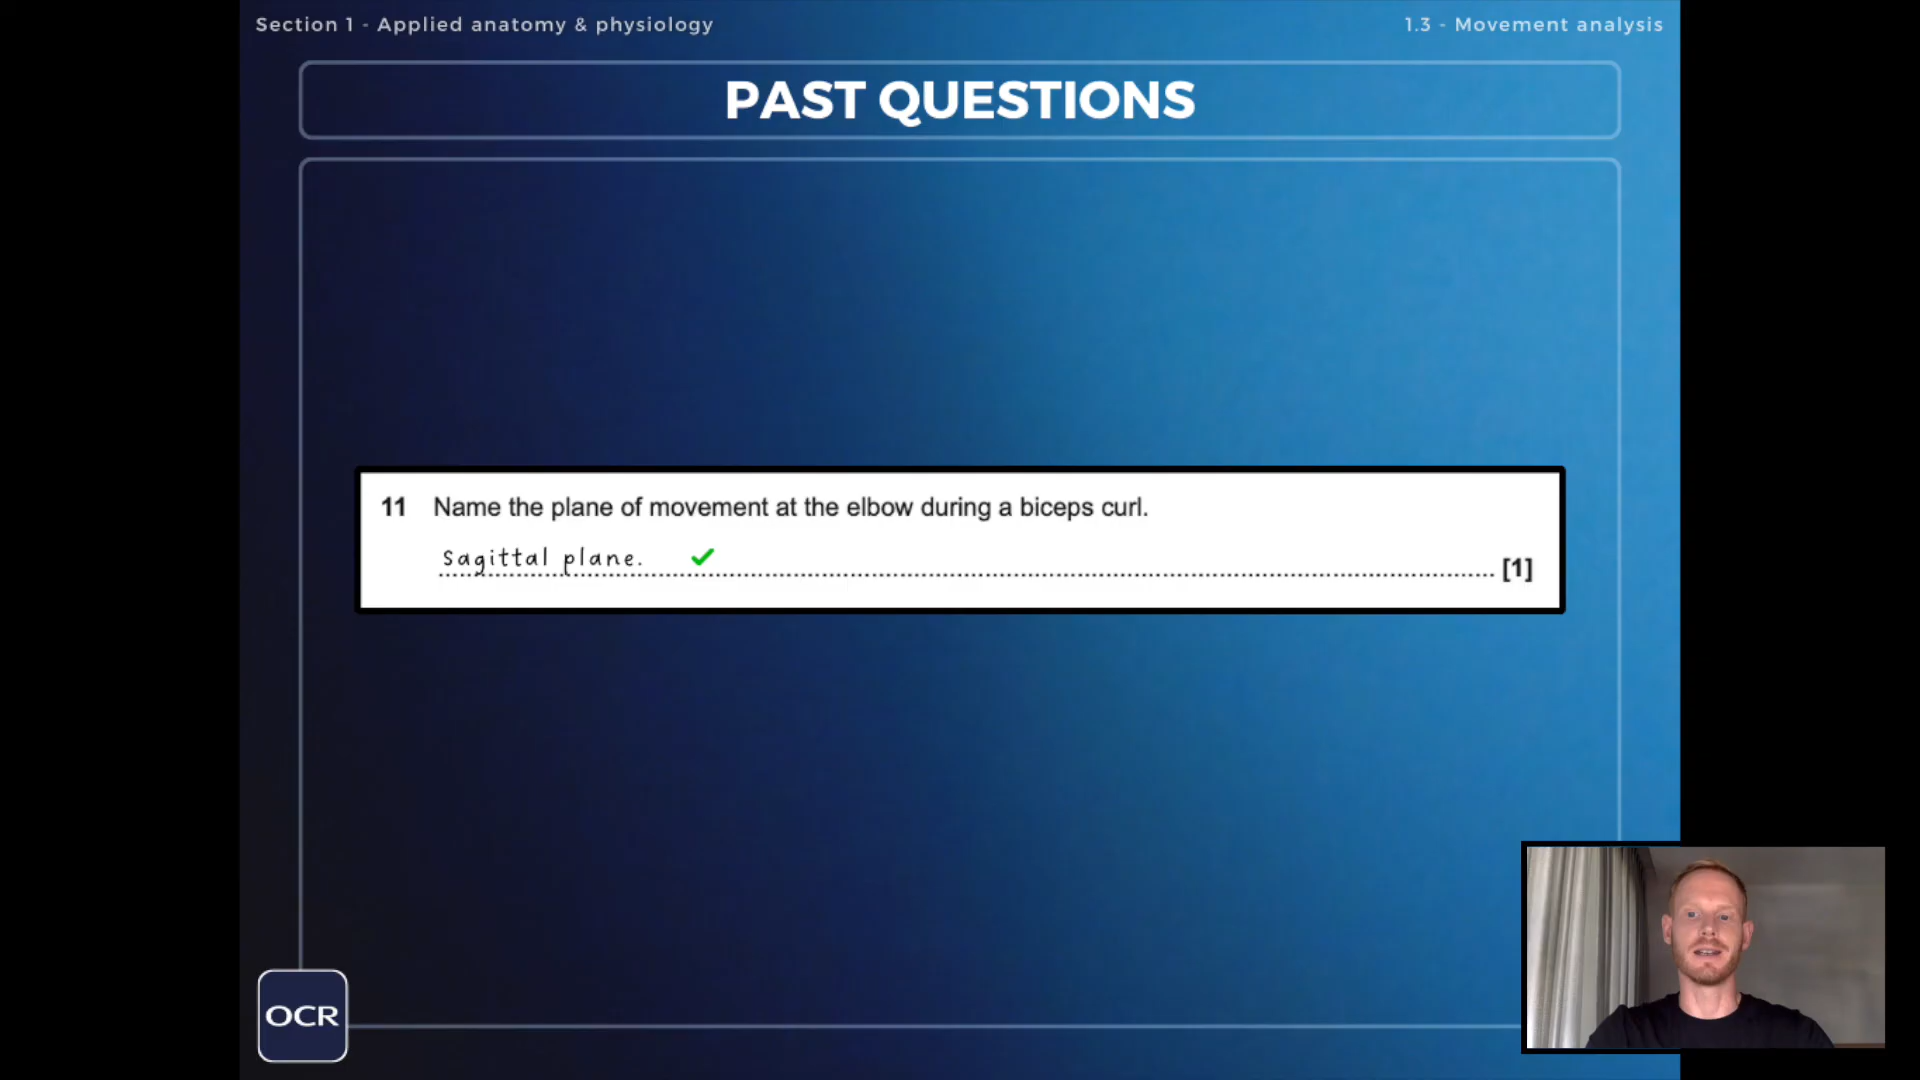 Section 1 - Applied anatomy & physiology
1.3 - Movement analysis
PAST QUESTIONS
11 Name the plane of movement at the elbow during a biceps curl.
Sagittal plane. ✓
[1]
OCR